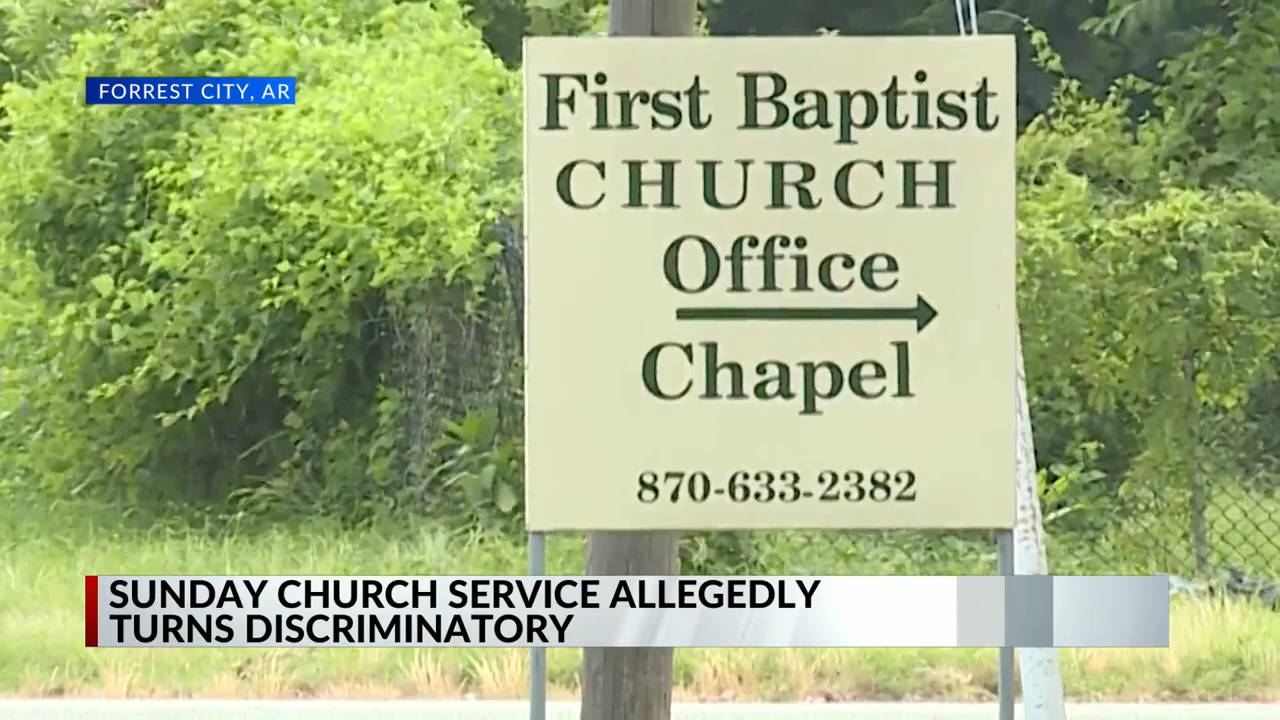 FORREST CITY, AR
First Baptist
CHURCH
Office
Chapel
870-633-2382
SUNDAY CHURCH SERVICE ALLEGEDLY
TURNS DISCRIMINATORY